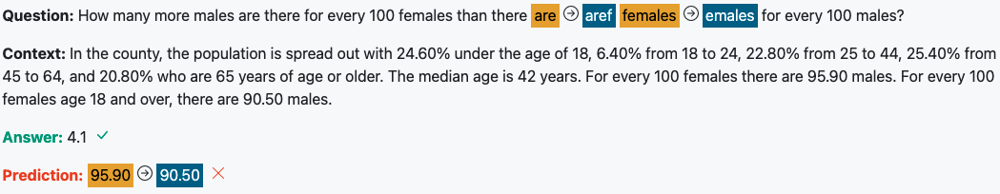 Question: How many more males are there for every 100 females than there are → aref females → emales for every 100 males?
Context: In the county, the population is spread out with 24.60% under the age of 18, 6.40% from 18 to 24, 22.80% from 25 to 44, 25.40% from
45 to 64, and 20.80% who are 65 years of age or older. The median age is 42 years. For every 100 females there are 95.90 males. For every 100
females age 18 and over, there are 90.50 males.
Answer: 4.1 ✓
Prediction: 95.90 → 90.50 ✗